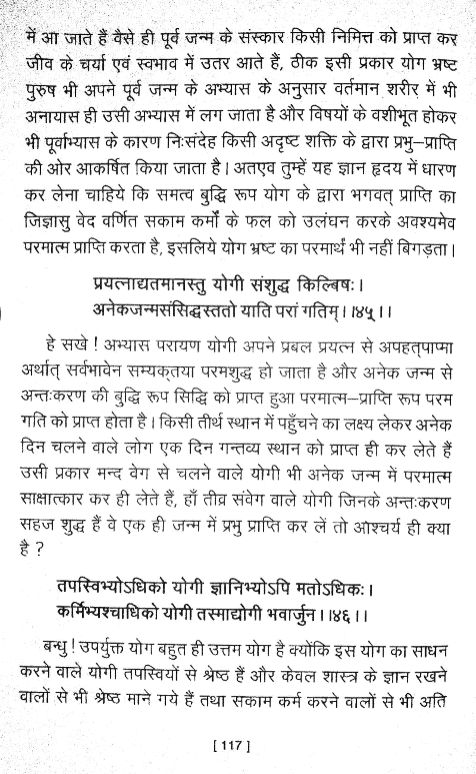 में आ जाते हैं वैसे ही पूर्व जन्म के संस्कार किसी निमित्त को प्राप्त कर
जीव के चर्या एवं स्वभाव में उतर आते हैं, ठीक इसी प्रकार योग भ्रष्ट
पुरुष भी अपने पूर्व जन्म के अभ्यास के अनुसार वर्तमान शरीर में भी
अनायास ही उसी अभ्यास में लग जाता है और विषयों के वशीभूत होकर
भी पूर्वाभ्यास के कारण निःसंदेह किसी अदृष्ट शक्ति के द्वारा प्रभु–प्राप्ति
की ओर आकर्षित किया जाता है। अतएव तुम्हें यह ज्ञान हृदय में धारण
कर लेना चाहिये कि समत्व बुद्धि रूप योग के द्वारा भगवत् प्राप्ति का
जिज्ञासु वेद वर्णित सकाम कर्मों के फल को उलंघन करके अवश्यमेव
परमात्म प्राप्ति करता है, इसलिये योग भ्रष्ट का परमार्थ भी नहीं बिगड़ता।
प्रयत्नाद्यतमानस्तु योगी संशुद्ध किल्बिषः।
अनेकजन्मसंसिद्धस्ततो याति परां गतिम्।।४५।।
हे सखे ! अभ्यास परायण योगी अपने प्रबल प्रयत्न से अपहत्पाप्मा
अर्थात् सर्वभावेन सम्यक्तया परमशुद्ध हो जाता है और अनेक जन्म से
अन्तःकरण की बुद्धि रूप सिद्धि को प्राप्त हुआ परमात्म–प्राप्ति रूप परम
गति को प्राप्त होता है। किसी तीर्थ स्थान में पहुँचने का लक्ष्य लेकर अनेक
दिन चलने वाले लोग एक दिन गन्तव्य स्थान को प्राप्त ही कर लेते हैं
उसी प्रकार मन्द वेग से चलने वाले योगी भी अनेक जन्म में परमात्म
साक्षात्कार कर ही लेते हैं, हाँ तीव्र संवेग वाले योगी जिनके अन्तःकरण
सहज शुद्ध हैं वे एक ही जन्म में प्रभु प्राप्ति कर लें तो आश्चर्य ही क्या
है ?
तपस्विभ्योऽधिको योगी ज्ञानिभ्योऽपि मतोऽधिकः।
कर्मिभ्यश्चाधिको योगी तस्माद्योगी भवार्जुन।।४६।।
बन्धु ! उपर्युक्त योग बहुत ही उत्तम योग है क्योंकि इस योग का साधन
करने वाले योगी तपस्वियों से श्रेष्ठ हैं और केवल शास्त्र के ज्ञान रखने
वालों से भी श्रेष्ठ माने गये हैं तथा सकाम कर्म करने वालों से भी अति
[ 117 ]